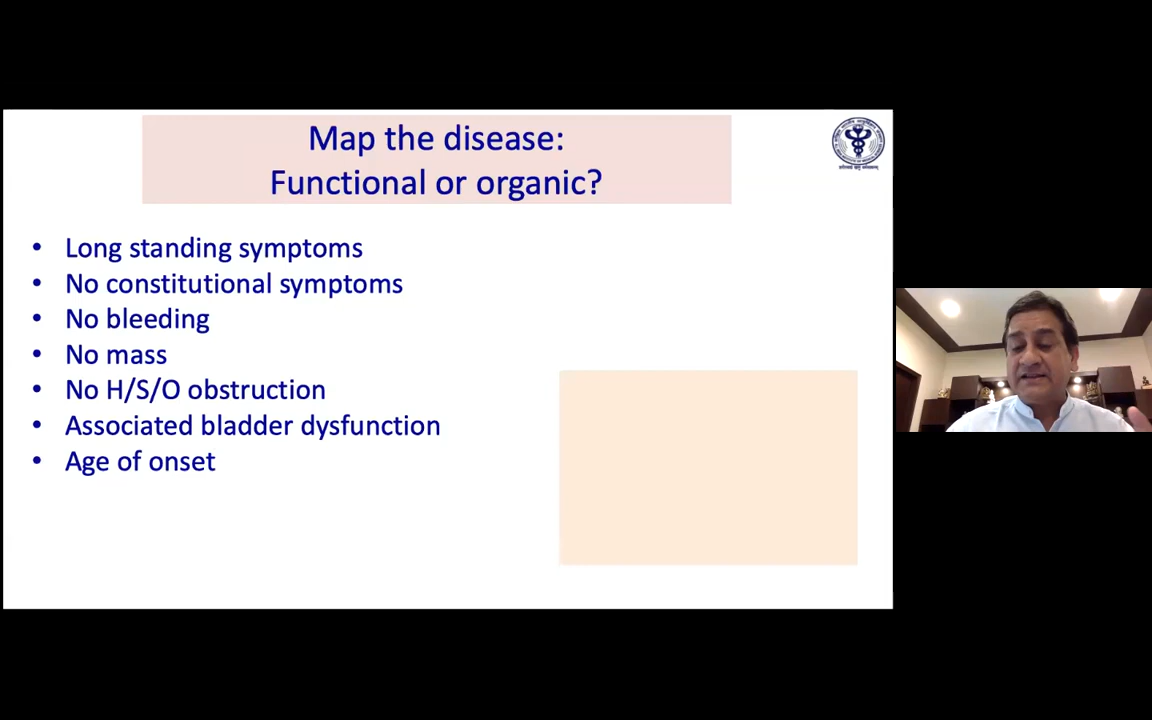 Map the disease:
Functional or organic?
• Long standing symptoms
• No constitutional symptoms
• No bleeding
• No mass
• No H/S/O obstruction
• Associated bladder dysfunction
• Age of onset